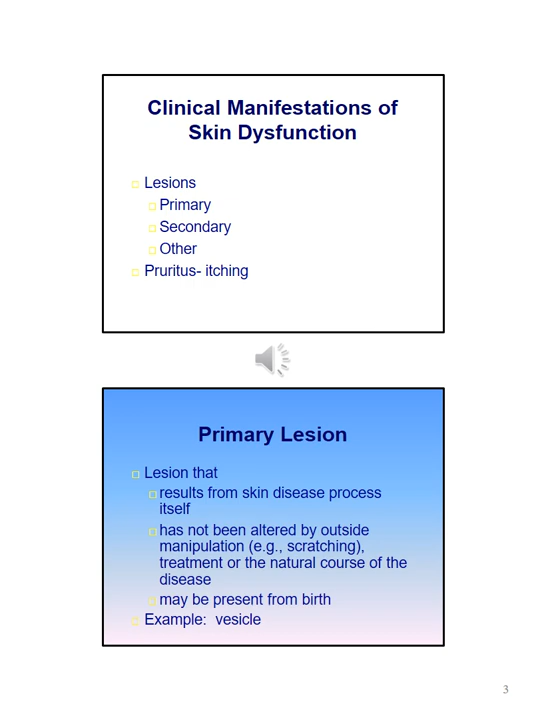 Clinical Manifestations of
Skin Dysfunction
Lesions
Primary
Secondary
Other
Pruritus- itching
Primary Lesion
Lesion that
results from skin disease process
itself
has not been altered by outside
manipulation (e.g., scratching),
treatment or the natural course of the
disease
may be present from birth
Example: vesicle
3